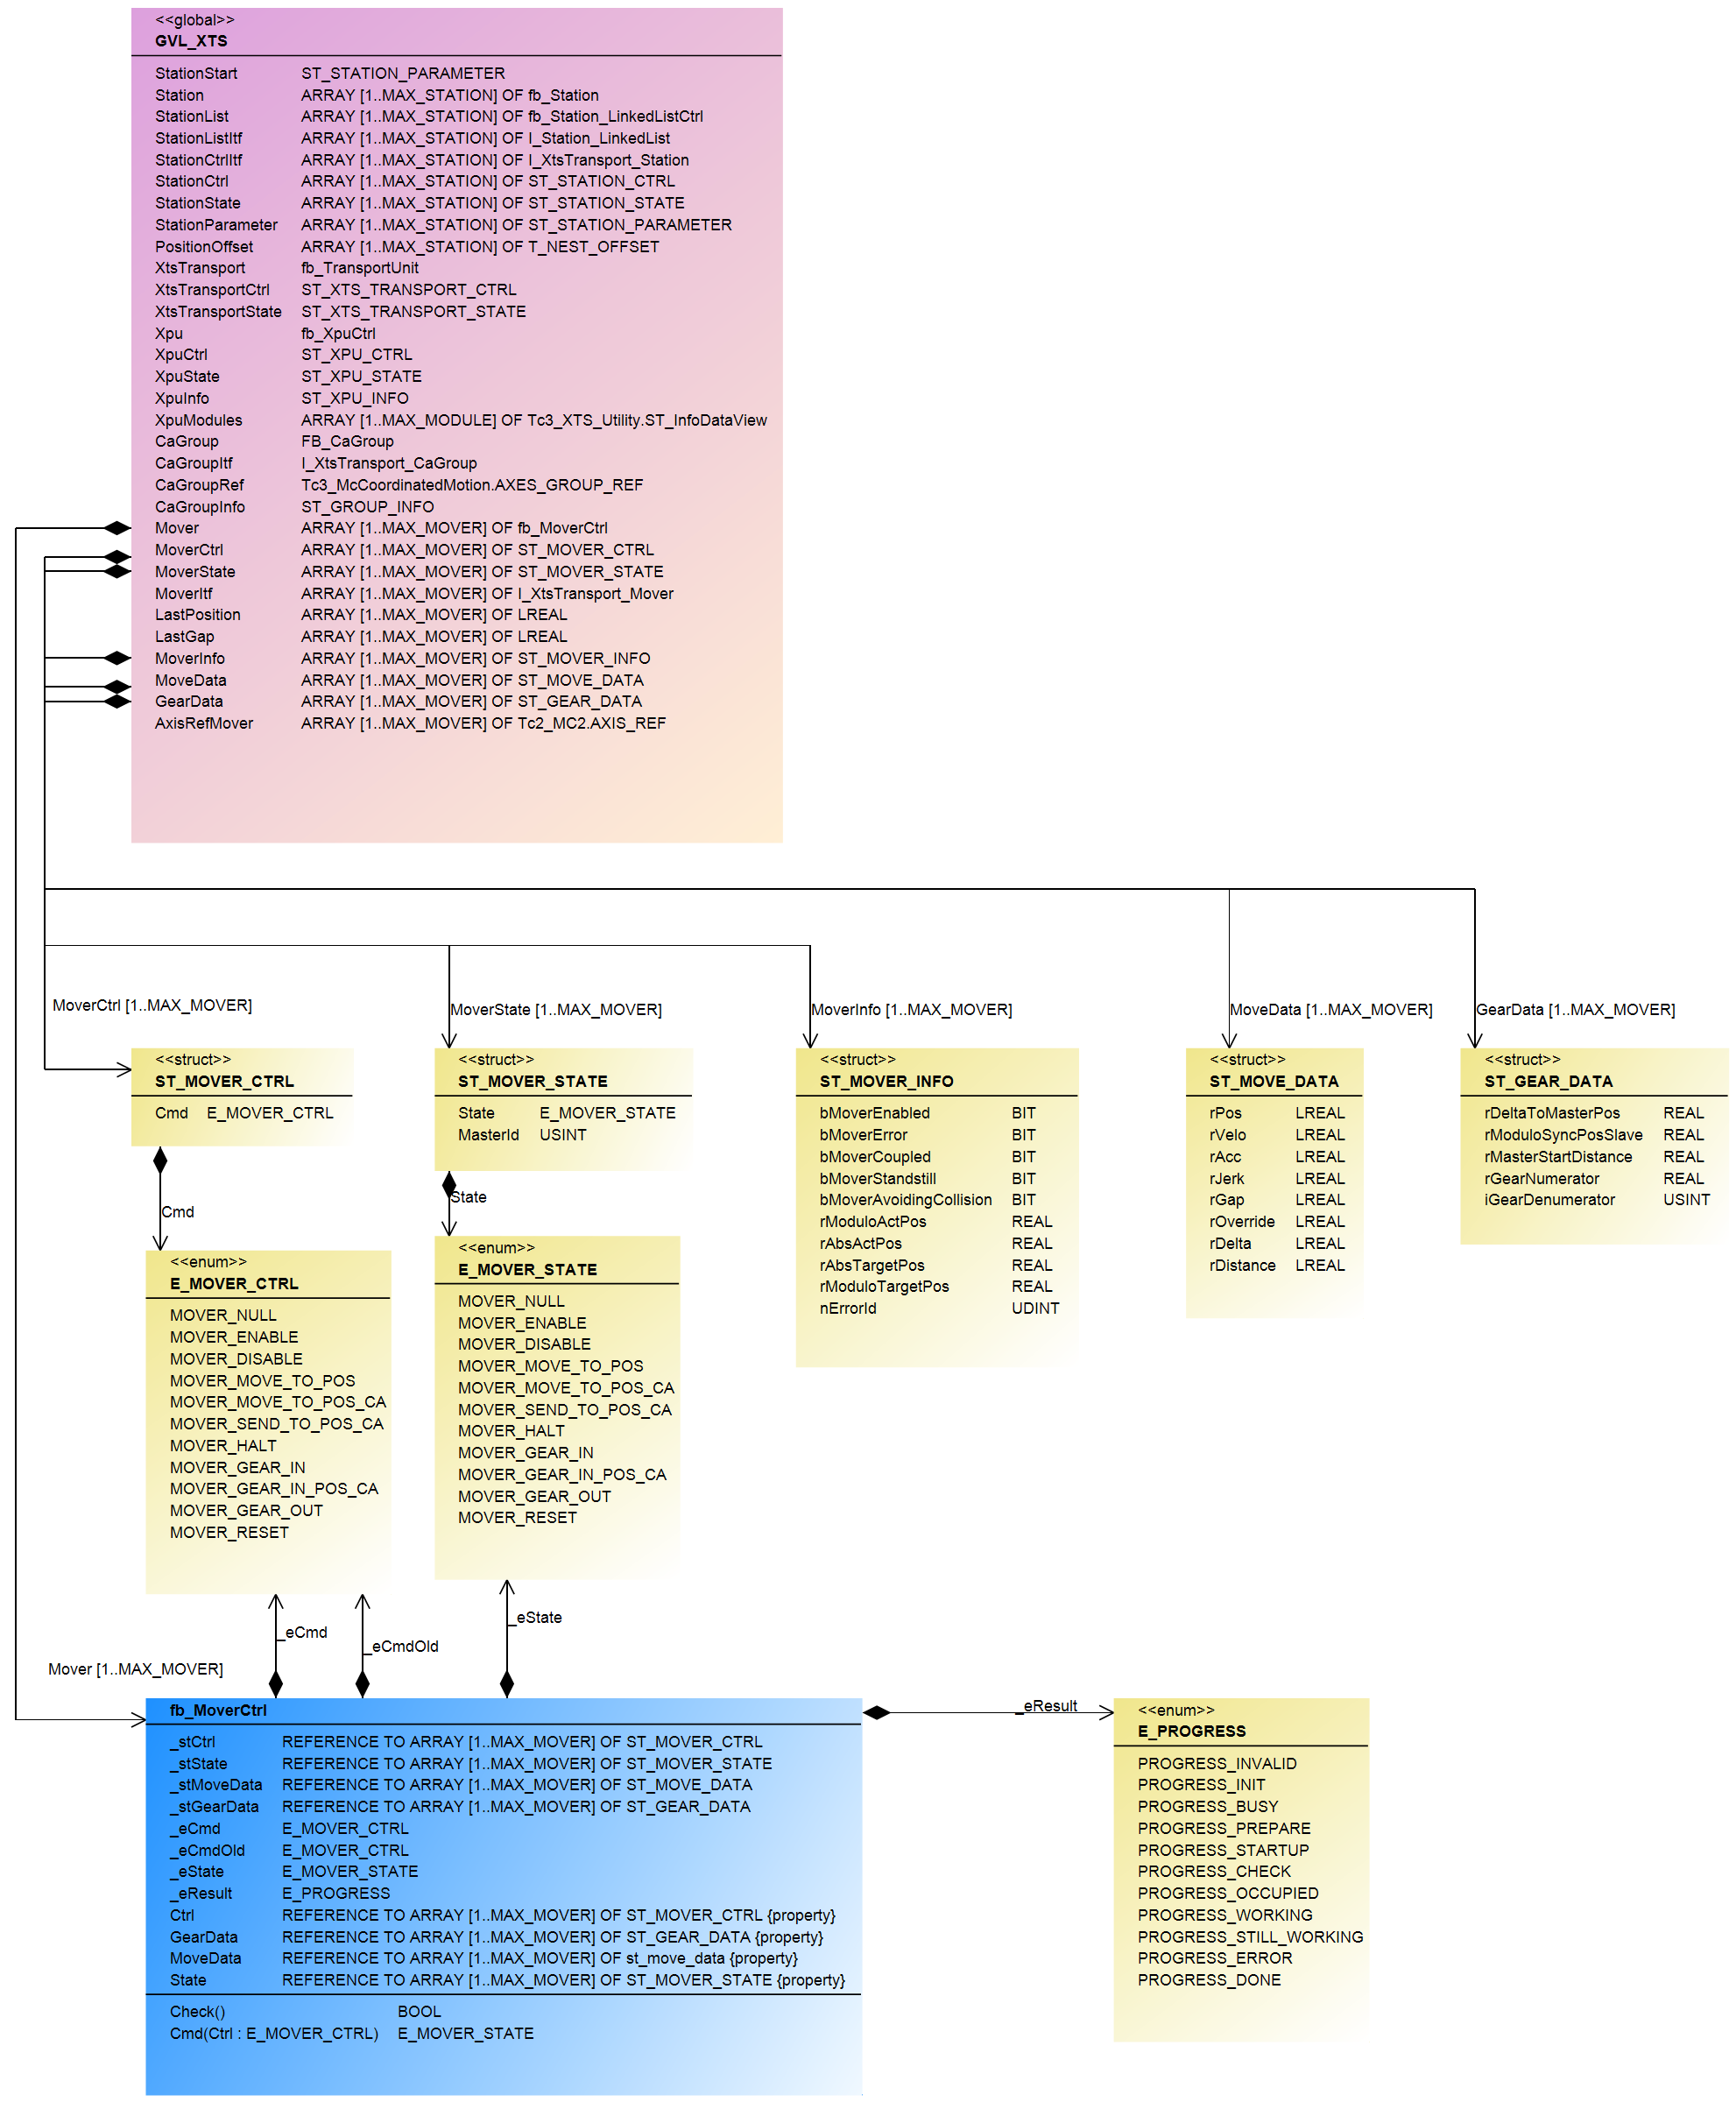 <<global>>
GVL_XTS
StationStart ST_STATION_PARAMETER
Station ARRAY [1..MAX_STATION] OF fb_Station
StationList ARRAY [1..MAX_STATION] OF fb_Station_LinkedListCtrl
StationListItf ARRAY [1..MAX_STATION] OF I_Station_LinkedList
StationCtrlItf ARRAY [1..MAX_STATION] OF I_XtsTransport_Station
StationCtrl ARRAY [1..MAX_STATION] OF ST_STATION_CTRL
StationState ARRAY [1..MAX_STATION] OF ST_STATION_STATE
StationParameter ARRAY [1..MAX_STATION] OF ST_STATION_PARAMETER
PositionOffset ARRAY [1..MAX_STATION] OF T_NEST_OFFSET
XtsTransport fb_TransportUnit
XtsTransportCtrl ST_XTS_TRANSPORT_CTRL
XtsTransportState ST_XTS_TRANSPORT_STATE
Xpu fb_XpuCtrl
XpuCtrl ST_XPU_CTRL
XpuState ST_XPU_STATE
XpuInfo ST_XPU_INFO
XpuModules ARRAY [1..MAX_MODULE] OF Tc3_XTS_Utility.ST_InfoDataView
CaGroup FB_CaGroup
CaGroupItf I_XtsTransport_CaGroup
CaGroupRef Tc3_McCoordinatedMotion.AXES_GROUP_REF
CaGroupInfo ST_GROUP_INFO
Mover ARRAY [1..MAX_MOVER] OF fb_MoverCtrl
MoverCtrl ARRAY [1..MAX_MOVER] OF ST_MOVER_CTRL
MoverState ARRAY [1..MAX_MOVER] OF ST_MOVER_STATE
MoverItf ARRAY [1..MAX_MOVER] OF I_XtsTransport_Mover
LastPosition ARRAY [1..MAX_MOVER] OF LREAL
LastGap ARRAY [1..MAX_MOVER] OF LREAL
MoverInfo ARRAY [1..MAX_MOVER] OF ST_MOVER_INFO
MoveData ARRAY [1..MAX_MOVER] OF ST_MOVE_DATA
GearData ARRAY [1..MAX_MOVER] OF ST_GEAR_DATA
AxisRefMover ARRAY [1..MAX_MOVER] OF Tc2_MC2.AXIS_REF
MoverCtrl [1..MAX_MOVER]
MoverState [1..MAX_MOVER]
MoverInfo [1..MAX_MOVER]
MoveData [1..MAX_MOVER]
GearData [1..MAX_MOVER]
<<struct>>
ST_MOVER_CTRL
Cmd E_MOVER_CTRL
<<struct>>
ST_MOVER_STATE
State E_MOVER_STATE
MasterId USINT
<<struct>>
ST_MOVER_INFO
bMoverEnabled BIT
bMoverError BIT
bMoverCoupled BIT
bMoverStandstill BIT
bMoverAvoidingCollision BIT
rModuloActPos REAL
rAbsActPos REAL
rAbsTargetPos REAL
rModuloTargetPos REAL
nErrorId UDINT
<<struct>>
ST_MOVE_DATA
rPos LREAL
rVelo LREAL
rAcc LREAL
rJerk LREAL
rGap LREAL
rOverride LREAL
rDelta LREAL
rDistance LREAL
<<struct>>
ST_GEAR_DATA
rDeltaToMasterPos REAL
rModuloSyncPosSlave REAL
rMasterStartDistance REAL
rGearNumerator REAL
iGearDenumerator USINT
Cmd
State
<<enum>>
E_MOVER_CTRL
MOVER_NULL
MOVER_ENABLE
MOVER_DISABLE
MOVER_MOVE_TO_POS
MOVER_MOVE_TO_POS_CA
MOVER_SEND_TO_POS_CA
MOVER_HALT
MOVER_GEAR_IN
MOVER_GEAR_IN_POS_CA
MOVER_GEAR_OUT
MOVER_RESET
<<enum>>
E_MOVER_STATE
MOVER_NULL
MOVER_ENABLE
MOVER_DISABLE
MOVER_MOVE_TO_POS
MOVER_MOVE_TO_POS_CA
MOVER_SEND_TO_POS_CA
MOVER_HALT
MOVER_GEAR_IN
MOVER_GEAR_IN_POS_CA
MOVER_GEAR_OUT
MOVER_RESET
_eCmd
_eCmdOld
_eState
Mover [1..MAX_MOVER]
fb_MoverCtrl
_stCtrl REFERENCE TO ARRAY [1..MAX_MOVER] OF ST_MOVER_CTRL
_stState REFERENCE TO ARRAY [1..MAX_MOVER] OF ST_MOVER_STATE
_stMoveData REFERENCE TO ARRAY [1..MAX_MOVER] OF ST_MOVE_DATA
_stGearData REFERENCE TO ARRAY [1..MAX_MOVER] OF ST_GEAR_DATA
_eCmd E_MOVER_CTRL
_eCmdOld E_MOVER_CTRL
_eState E_MOVER_STATE
_eResult E_PROGRESS
Ctrl REFERENCE TO ARRAY [1..MAX_MOVER] OF ST_MOVER_CTRL {property}
GearData REFERENCE TO ARRAY [1..MAX_MOVER] OF ST_GEAR_DATA {property}
MoveData REFERENCE TO ARRAY [1..MAX_MOVER] OF st_move_data {property}
State REFERENCE TO ARRAY [1..MAX_MOVER] OF ST_MOVER_STATE {property}
Check() BOOL
Cmd(Ctrl : E_MOVER_CTRL) E_MOVER_STATE
_eResult
<<enum>>
E_PROGRESS
PROGRESS_INVALID
PROGRESS_INIT
PROGRESS_BUSY
PROGRESS_PREPARE
PROGRESS_STARTUP
PROGRESS_CHECK
PROGRESS_OCCUPIED
PROGRESS_WORKING
PROGRESS_STILL_WORKING
PROGRESS_ERROR
PROGRESS_DONE